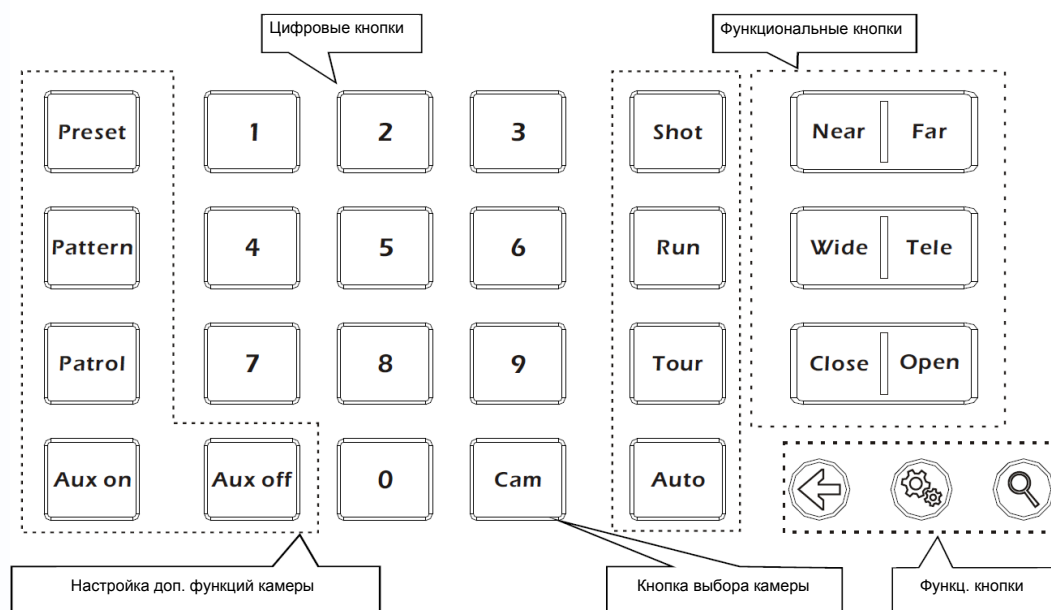 Цифровые кнопки
Функциональные кнопки
Preset
1
2
3
Shot
Near
Far
Pattern
4
5
6
Run
Wide
Tele
Patrol
7
8
9
Tour
Close
Open
Aux on
Aux off
0
Cam
Auto
Настройка доп. функций камеры
Кнопка выбора камеры
Функц. кнопки